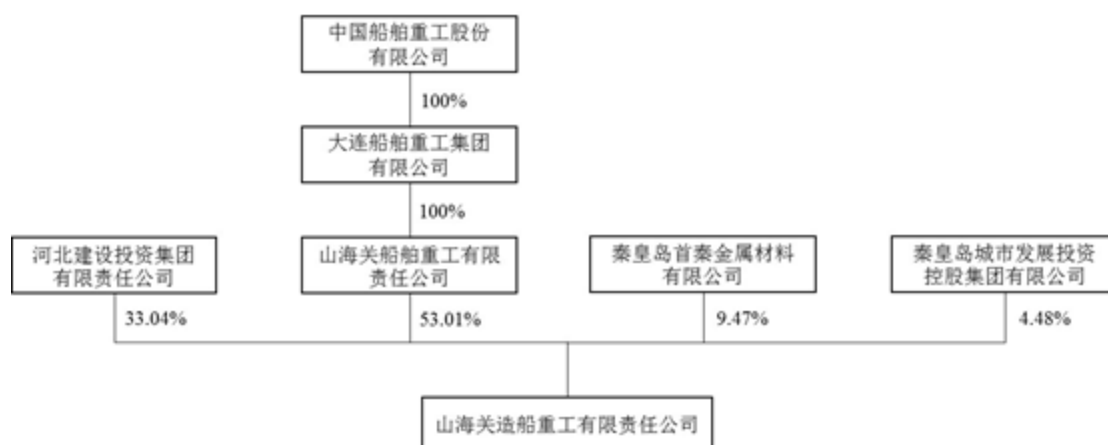 中国船舶重工股份
有限公司
100%
大连船舶重工集团
有限公司
100%
河北建设投资集团
有限责任公司
山海关船舶重工有限
责任公司
秦皇岛首秦金属材料
有限公司
秦皇岛城市发展投资
控股集团有限公司
33.04%
53.01%
9.47%
4.48%
山海关造船重工有限责任公司